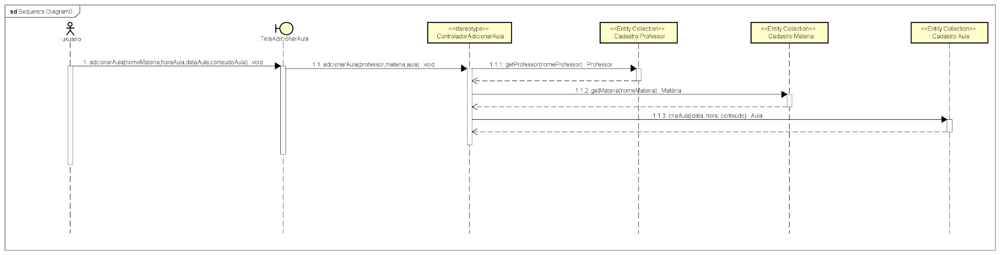 sd Sequence Diagram0
: usuario
: TelaAdicionarAula
<<stereotype>>
: ControladorAdicionarAula
<<Entity Collection>>
: Cadastro Professor
<<Entity Collection>>
: Cadastro Materia
<<Entity Collection>>
: Cadastro Aula
1: adcionarAula(nomeMateria,horaAula,dataAula,conteudoAula) : void
1.1: adcionarAula(professor,materia,aula) : void
1.1.1: getProfessor(nomeProfessor) : Professor
1.1.2: getMateria(nomeMateria) : Matéria
1.1.3: criaAula(data, hora, conteúdo) : Aula